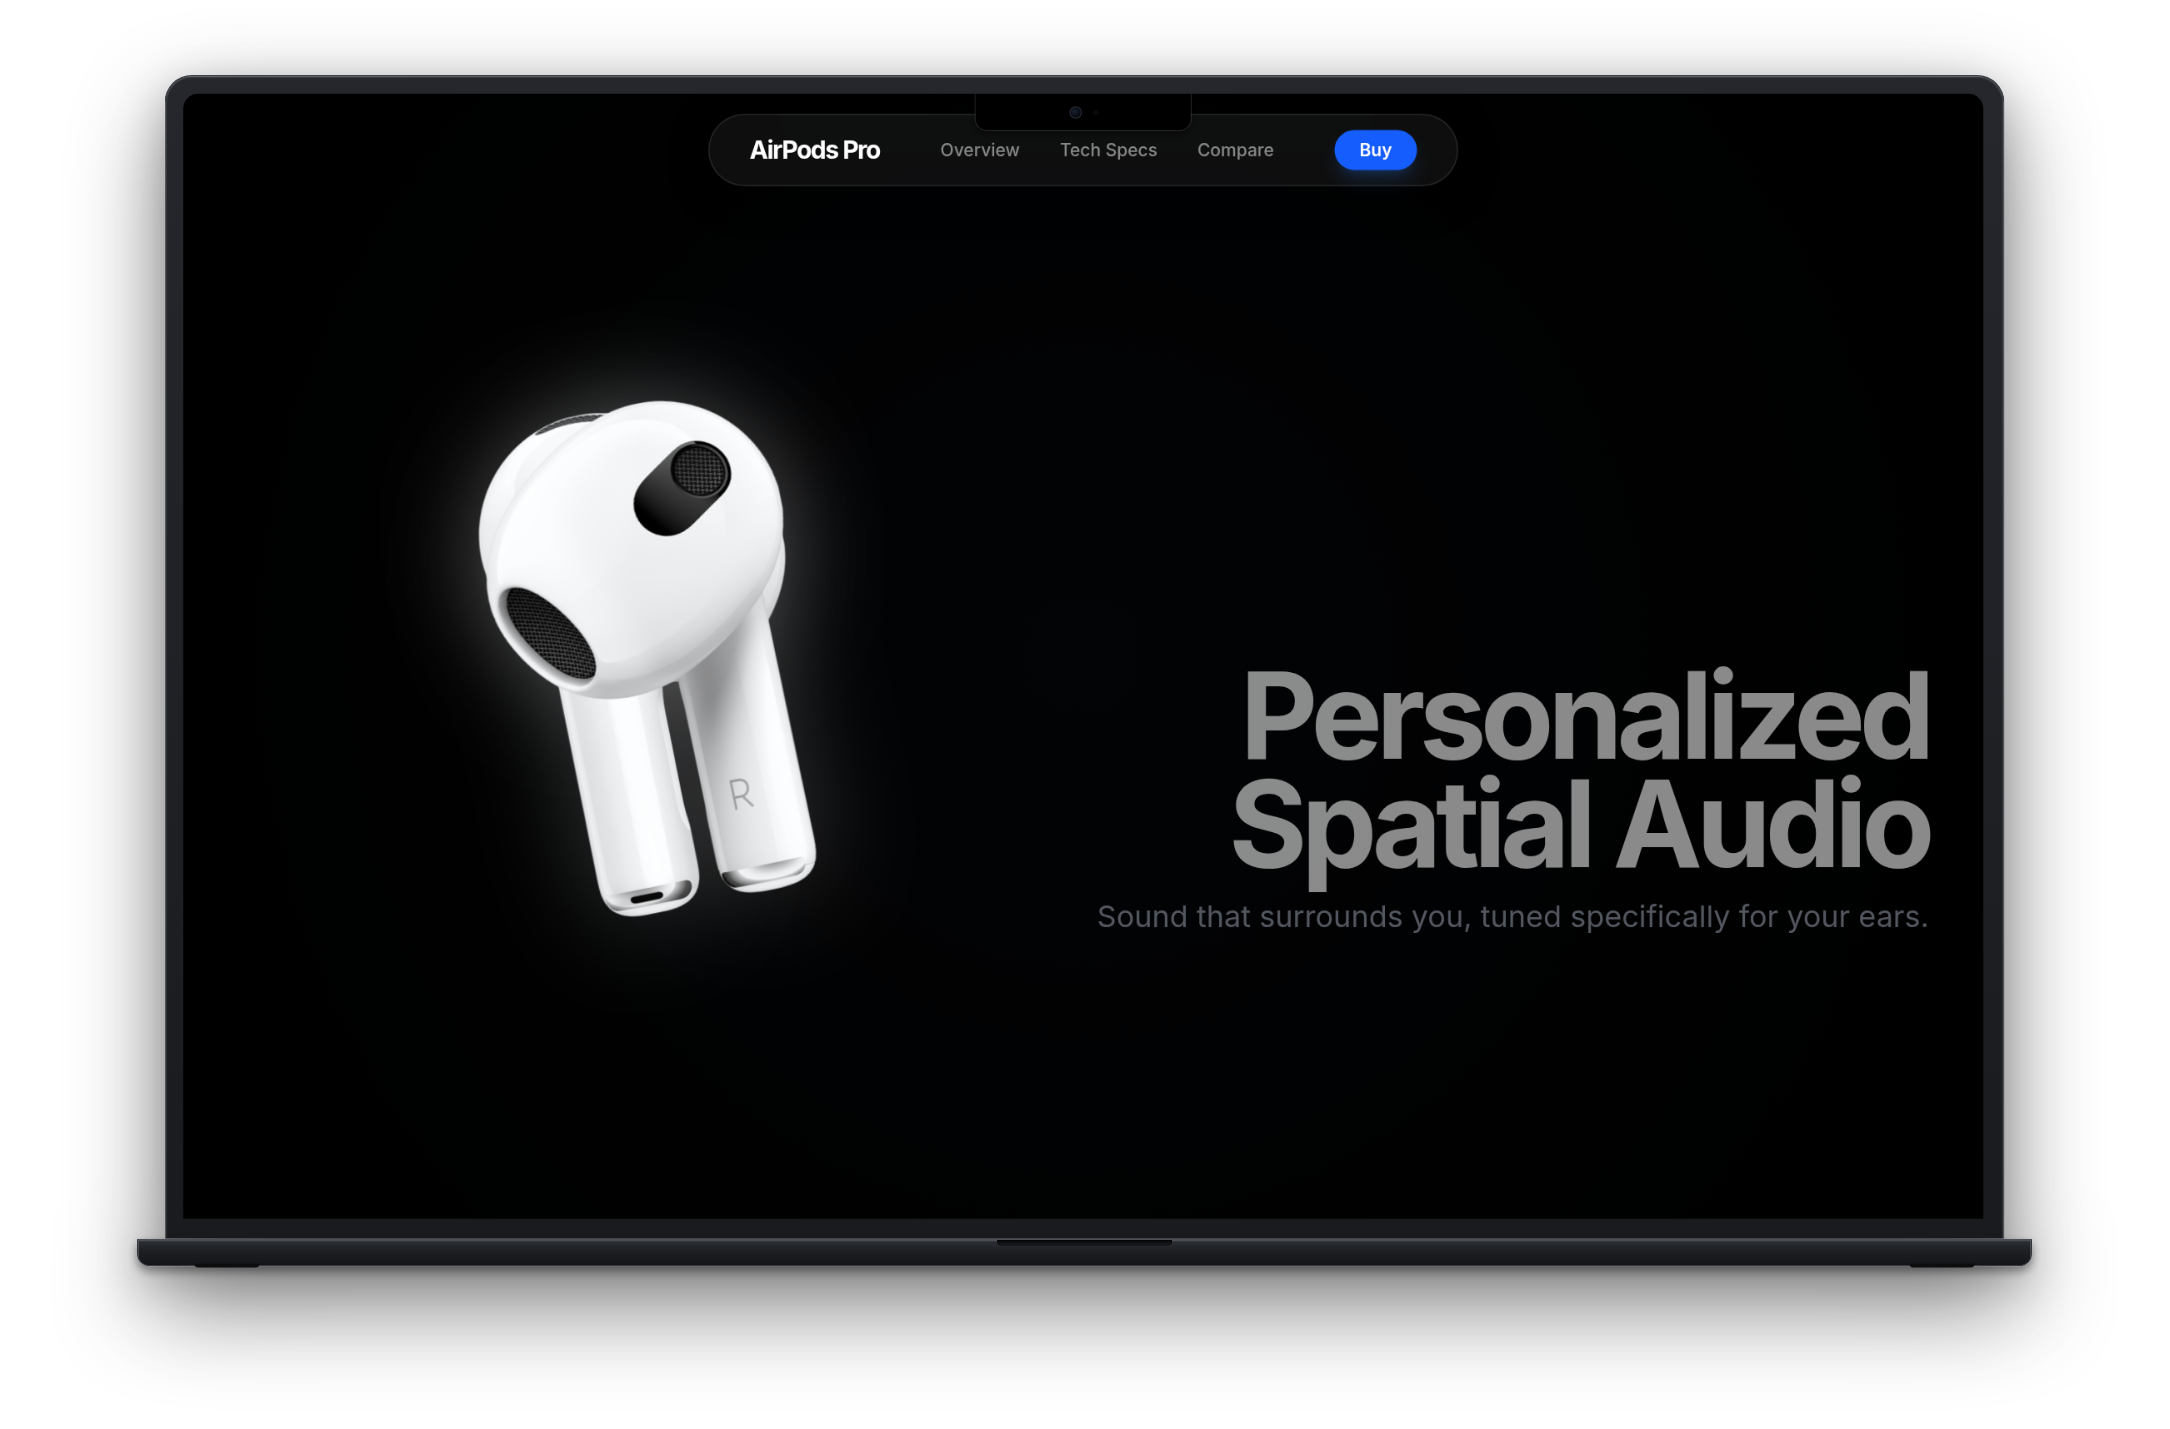 AirPods Pro Overview Tech Specs Compare Buy
R
Personalized
Spatial Audio
Sound that surrounds you, tuned specifically for your ears.